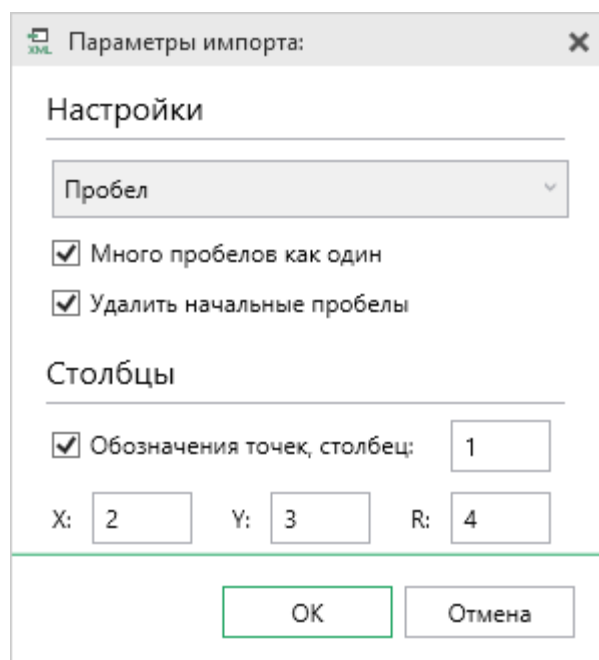 XML Параметры импорта:
Настройки
Пробел
Много пробелов как один
Удалить начальные пробелы
Столбцы
Обозначения точек, столбец: 1
X: 2 Y: 3 R: 4
OK Отмена